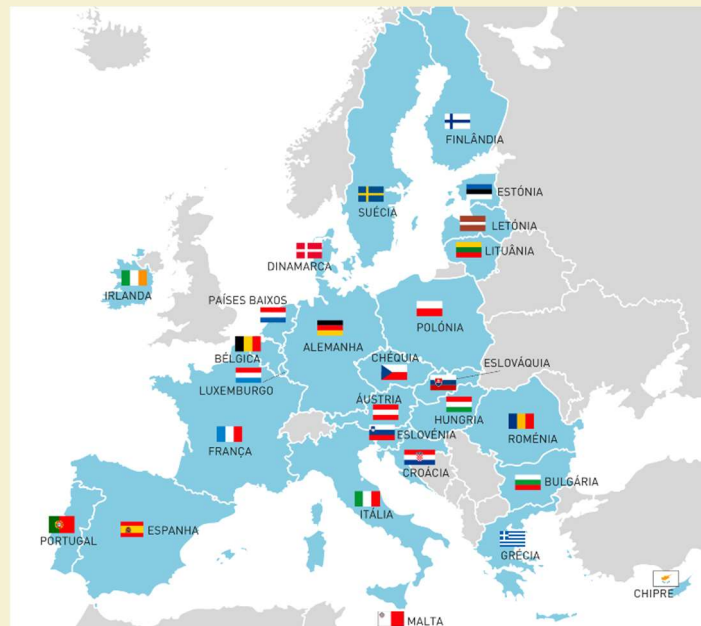 FINLÂNDIA
ESTÓNIA
SUÉCIA
LETÓNIA
LITUÂNIA
DINAMARCA
IRLANDA
PAÍSES BAIXOS
POLÓNIA
ALEMANHA
BÉLGICA
CHÉQUIA
ESLOVÁQUIA
LUXEMBURGO
ÁUSTRIA
HUNGRIA
ESLOVÉNIA
ROMÉNIA
FRANÇA
CROÁCIA
BULGÁRIA
ITÁLIA
ESPANHA
PORTUGAL
GRÉCIA
CHIPRE
MALTA